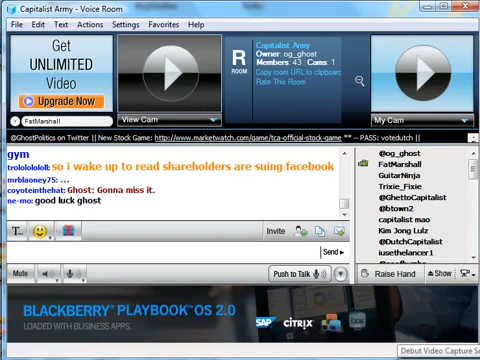 Capitalist Army - Voice Room
File Edit Text Actions Settings Favorites Help
Get
UNLIMITED
Video
Upgrade Now
FatMarshall
View Cam
R
ROOM
Capitalist Army
Owner: og_ghost
Members: 43 Cams: 1
Copy room URL to clipboard
Rate This Room
My Cam
@GhostPolitics on Twitter || New Stock Game: http://www.marketwatch.com/game/tca-official-stock-game ** -- PASS: votedutch ||
gym
trolololololl: so i wake up to read shareholders are suing facebook
mrblaoney75: ...
coyoteinthehat: Ghost: Gonna miss it.
ne-mo: good luck ghost
@og_ghost
FatMarshall
GuitarNinja
Trixie_Fixie
@GhettoCapitalist
@btown2
capitalist mao
Kim Jong Lulz
@DutchCapitalist
iusethelancer1
T... Invite
Send
Mute
Push to Talk
Raise Hand
Show
BLACKBERRY PLAYBOOK OS 2.0
LOADED WITH BUSINESS APPS.
SAP
CITRIX
box
Debut Video Capture S